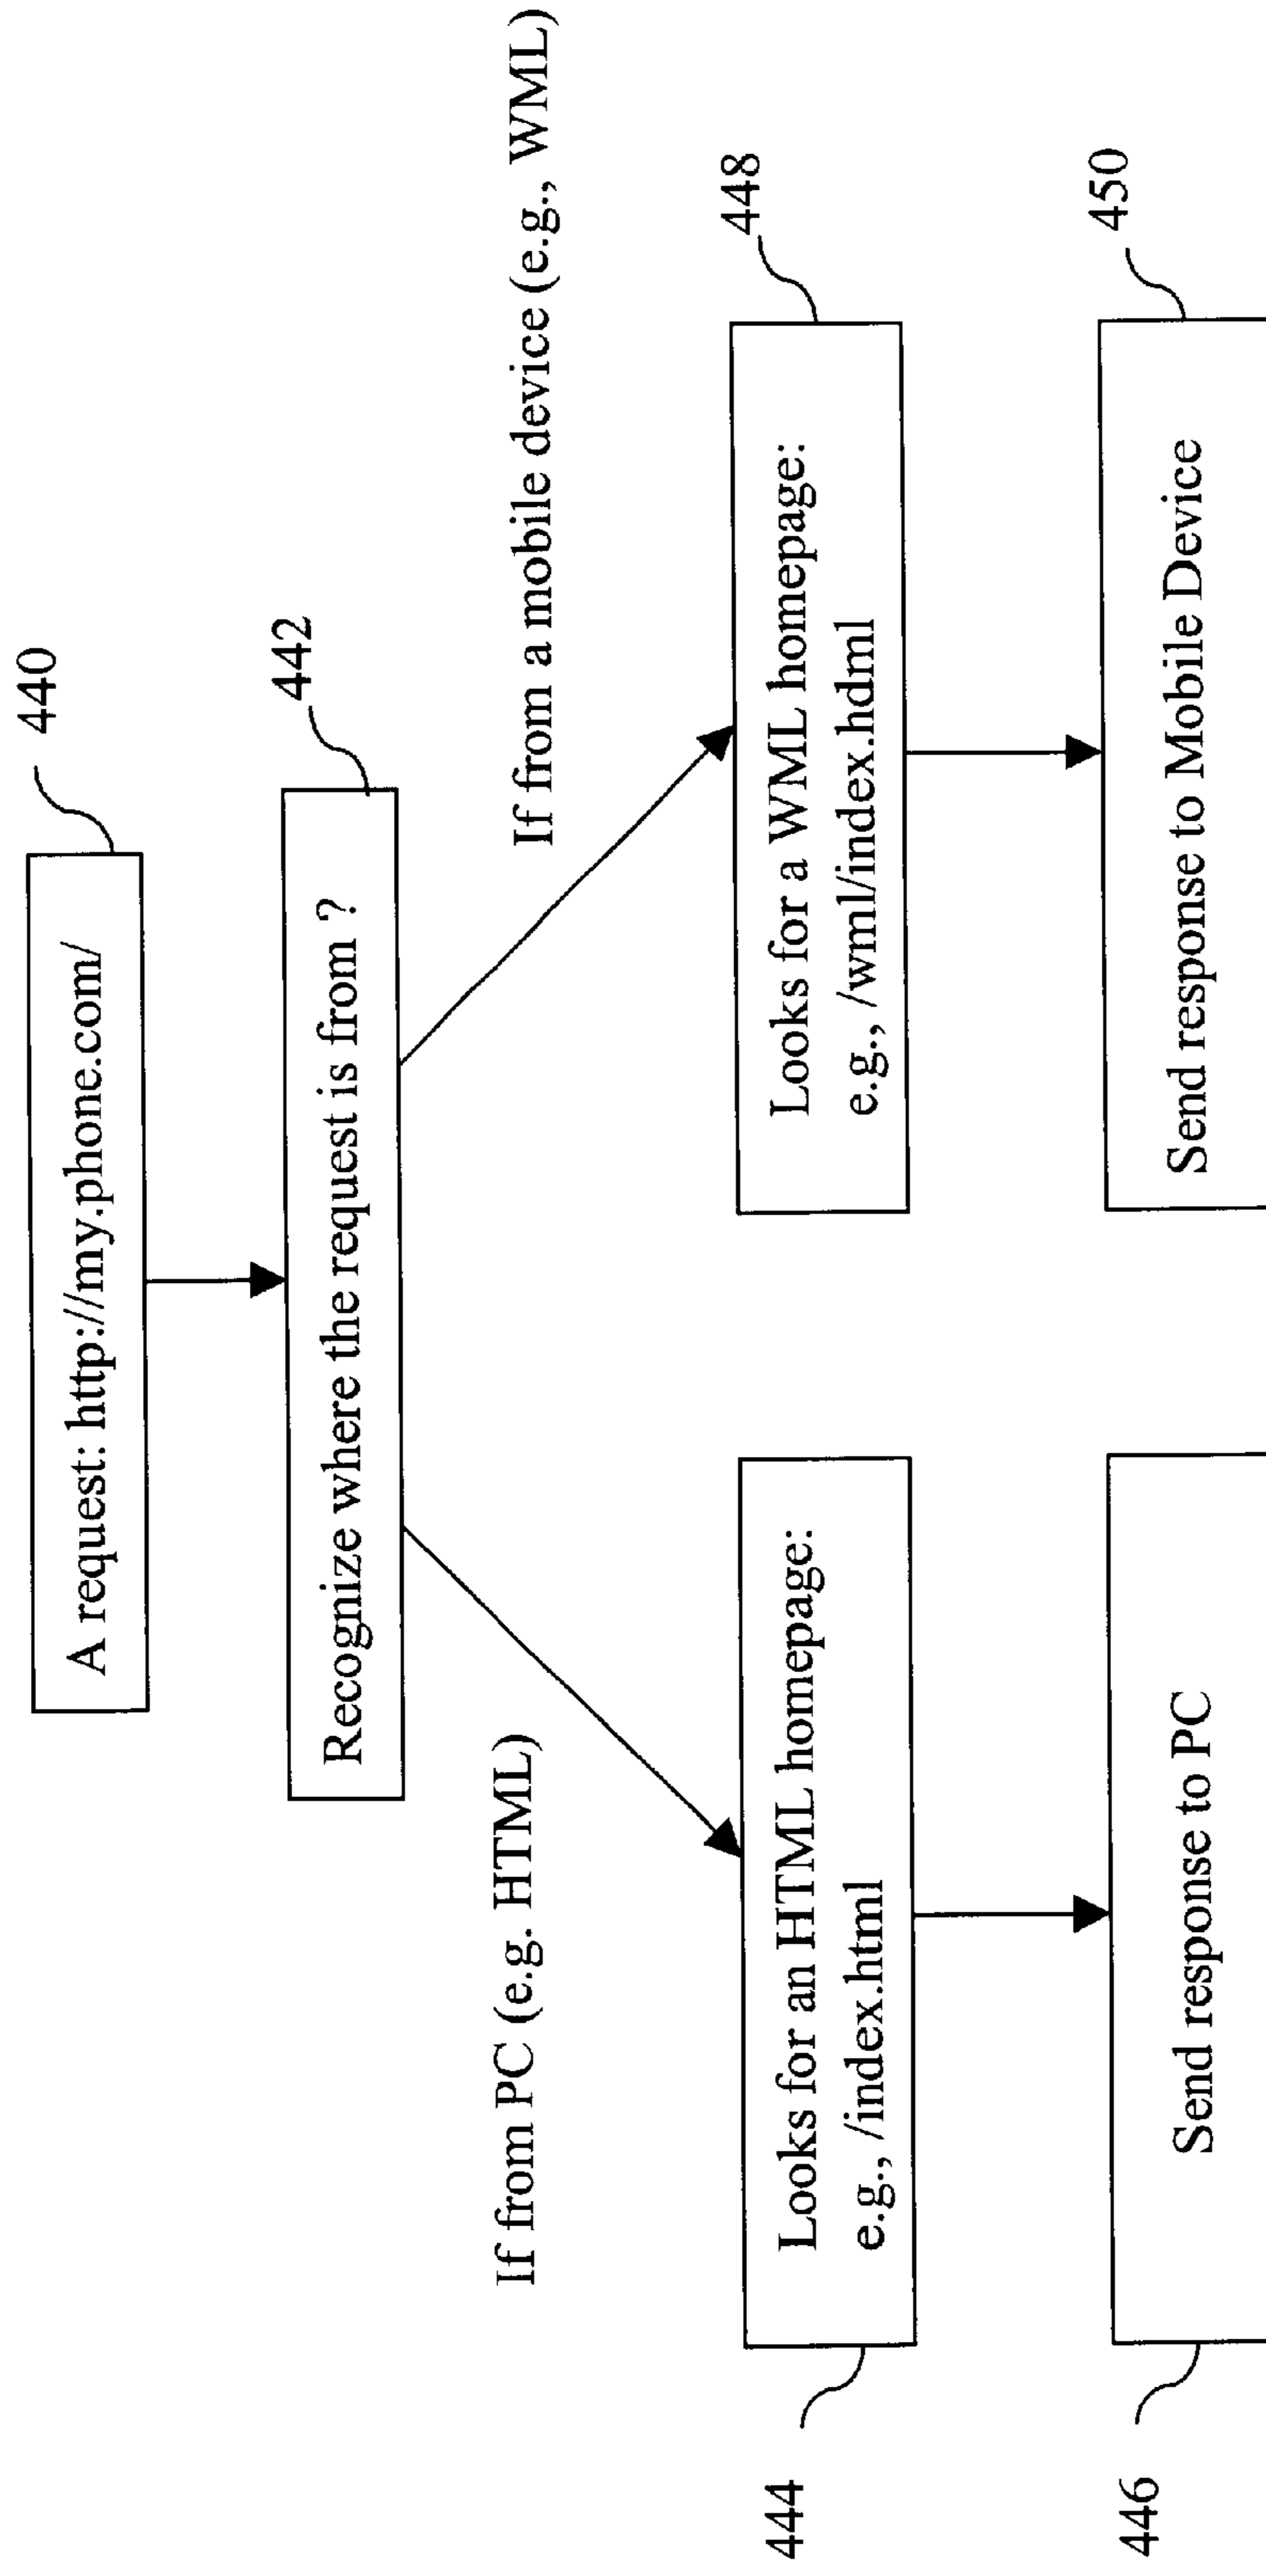 A request: http://my.phone.com/
440
Recognize where the request is from ?
442
If from PC (e.g. HTML)
If from a mobile device (e.g., WML)
444
Looks for an HTML homepage:
e.g., /index.html
Looks for a WML homepage:
e.g., /wml/index.hdml
448
446
Send response to PC
Send response to Mobile Device
450